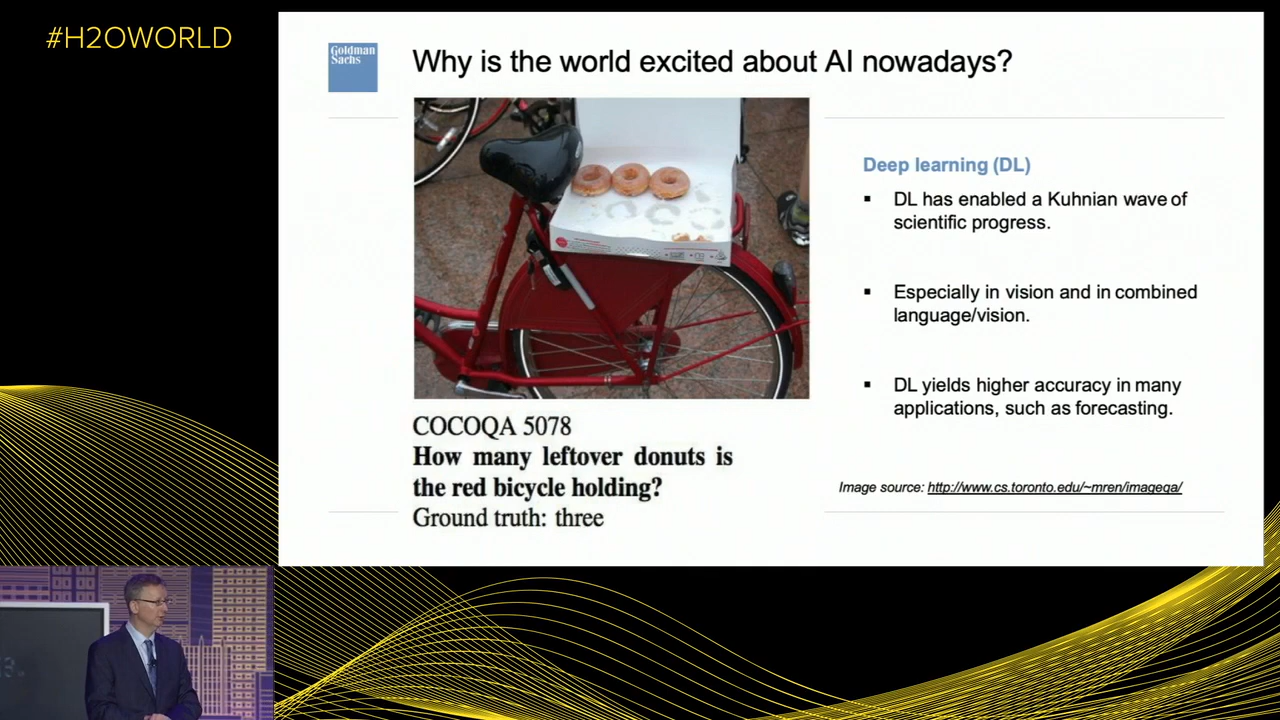 #H2OWORLD
Goldman
Sachs
Why is the world excited about AI nowadays?
Deep learning (DL)
▪ DL has enabled a Kuhnian wave of
scientific progress.
▪ Especially in vision and in combined
language/vision.
▪ DL yields higher accuracy in many
applications, such as forecasting.
COCOQA 5078
How many leftover donuts is
the red bicycle holding?
Ground truth: three
Image source: http://www.cs.toronto.edu/~mren/imageqa/